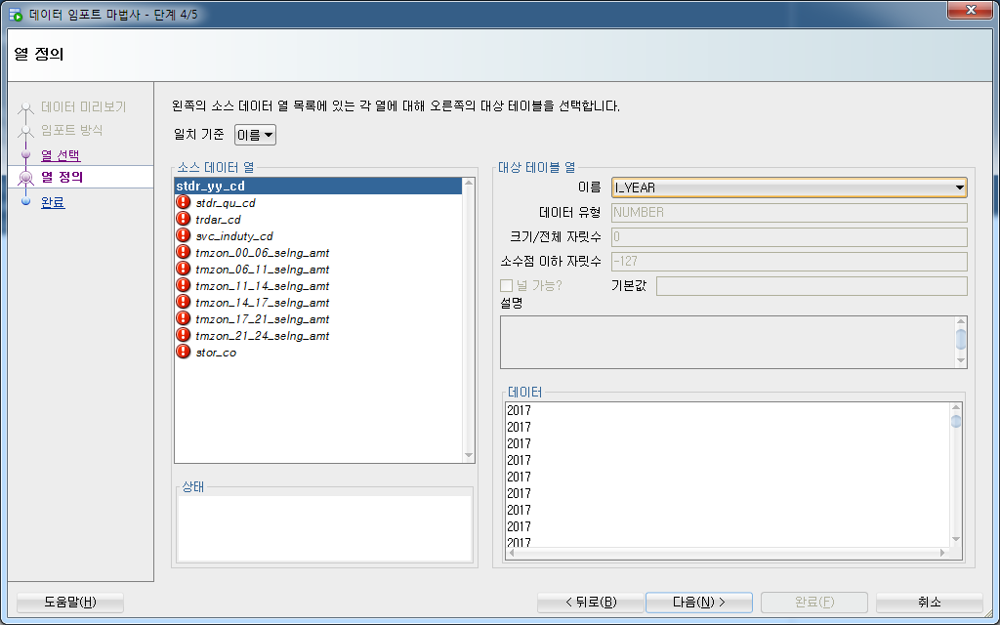 데이터 임포트 마법사 - 단계 4/5
열 정의
데이터 미리보기
임포트 방식
열 선택
열 정의
완료
왼쪽의 소스 데이터 열 목록에 있는 각 열에 대해 오른쪽의 대상 테이블을 선택합니다.
일치 기준 이름
소스 데이터 열
stdr_yy_cd
stdr_qu_cd
trdar_cd
svc_induty_cd
tmzon_00_06_selng_amt
tmzon_06_11_selng_amt
tmzon_11_14_selng_amt
tmzon_14_17_selng_amt
tmzon_17_21_selng_amt
tmzon_21_24_selng_amt
stor_co
상태
대상 테이블 열
이름 I_YEAR
데이터 유형 NUMBER
크기/전체 자릿수 0
소수점 이하 자릿수 -127
널 가능? 기본값
설명
데이터
2017
2017
2017
2017
2017
2017
2017
2017
2017
도움말(H)
< 뒤로(B) 다음(N) > 완료(F) 취소